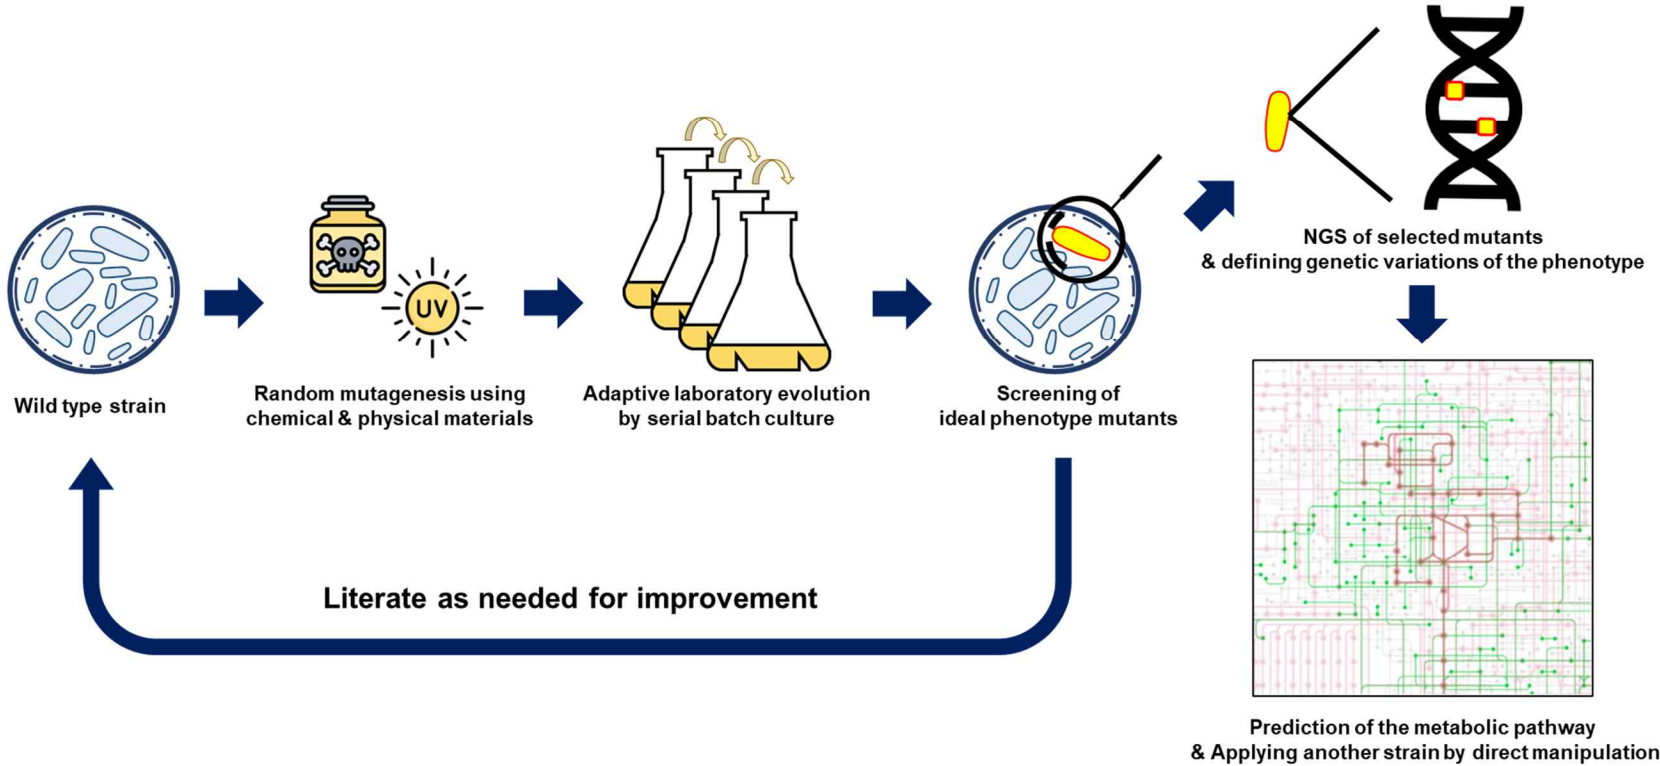 UV
Wild type strain
Random mutagenesis using
chemical & physical materials
Adaptive laboratory evolution
by serial batch culture
Screening of
ideal phenotype mutants
NGS of selected mutants
& defining genetic variations of the phenotype
Literate as needed for improvement
Prediction of the metabolic pathway
& Applying another strain by direct manipulation